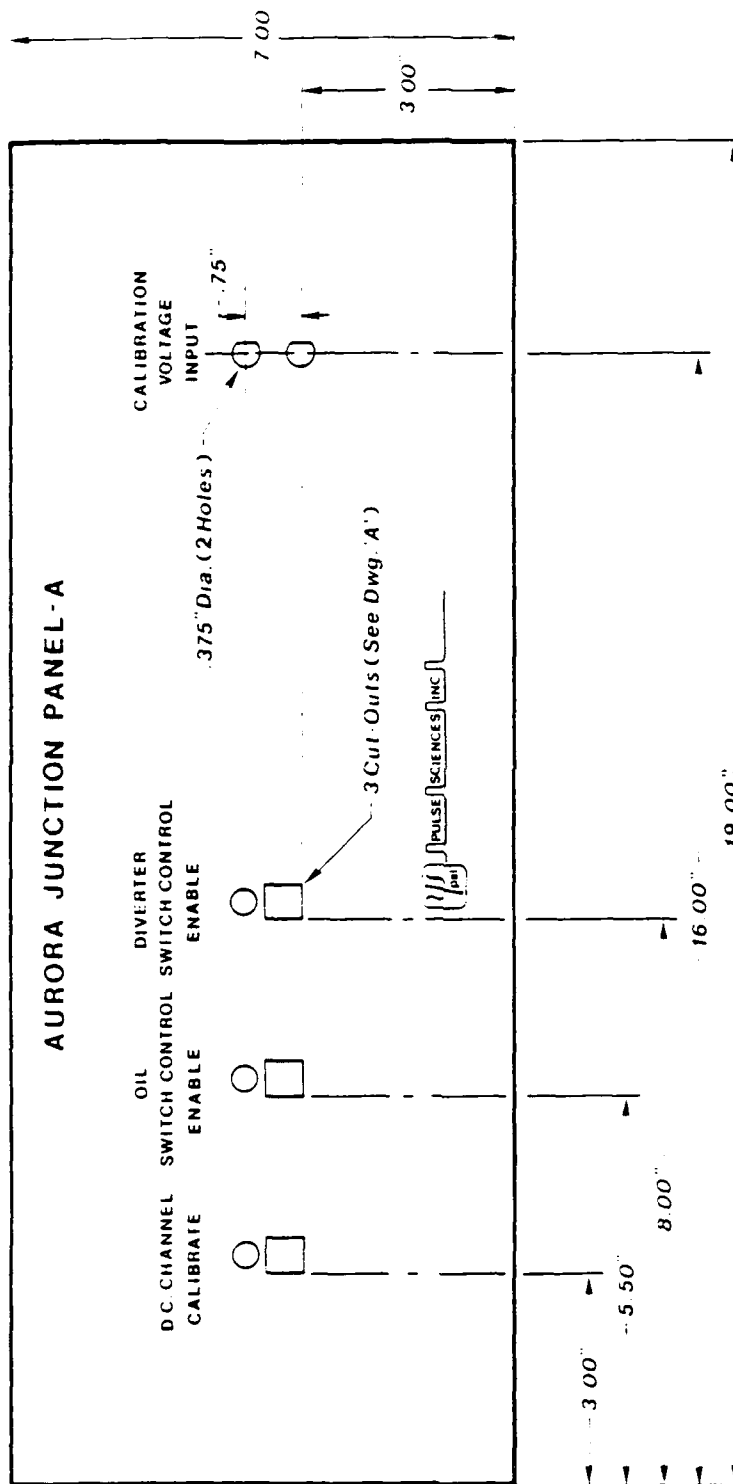 AURORA JUNCTION PANEL-A
D.C. CHANNEL
CALIBRATE
OIL
SWITCH CONTROL
ENABLE
DIVERTER
SWITCH CONTROL
ENABLE
CALIBRATION
VOLTAGE
INPUT
.75"
.375" Dia. (2 Holes)
3 Cut-Outs (See Dwg. 'A')
psi PULSE SCIENCES INC
7.00
3.00"
3.00"
5.50"
8.00"
16.00"
19.00"